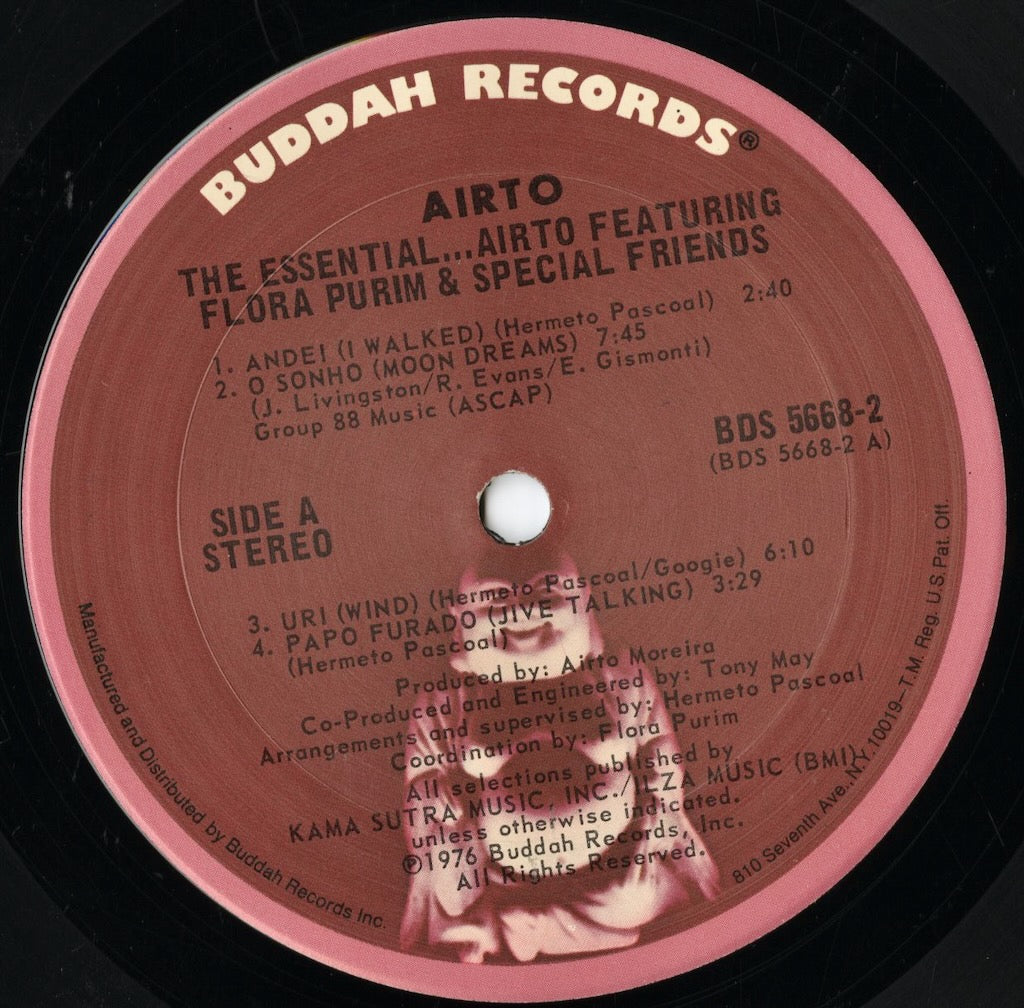 BUDDAH RECORDS®
AIRTO
THE ESSENTIAL...AIRTO FEATURING
FLORA PURIM & SPECIAL FRIENDS
1. ANDEI (I WALKED) (Hermeto Pascoal) 2:40
2. O SONHO (MOON DREAMS) 7:45
(J. Livingston/R. Evans/E. Gismonti)
Group 88 Music (ASCAP)
BDS 5668-2
(BDS 5668-2 A)
SIDE A
STEREO
3. URI (WIND) (Hermeto Pascoal/Googie) 6:10
4. PAPO FURADO (JIVE TALKING) 3:29
(Hermeto Pascoal)
Produced by: Airto Moreira
Co-Produced and Engineered by: Tony May
Arrangements and supervised by: Hermeto Pascoal
Coordination by: Flora Purim
All selections published by
KAMA SUTRA MUSIC, INC./ILZA MUSIC (BMI)
unless otherwise indicated.
©1976 Buddah Records, Inc.
All Rights Reserved.
Manufactured and Distributed by Buddah Records Inc.
810 Seventh Ave., N.Y. 10019-T.M. Reg. U.S. Pat. Off.